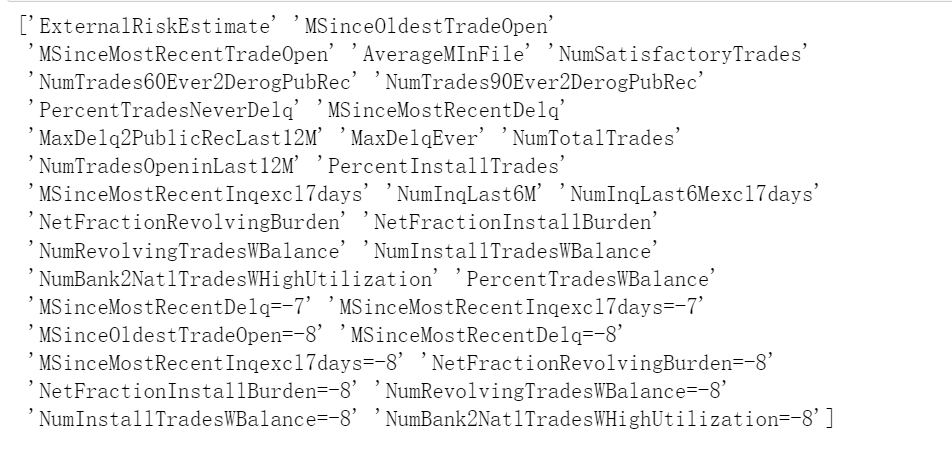 ['ExternalRiskEstimate' 'MSinceOldestTradeOpen'
'MSinceMostRecentTradeOpen' 'AverageMInFile' 'NumSatisfactoryTrades'
'NumTrades60Ever2DerogPubRec' 'NumTrades90Ever2DerogPubRec'
'PercentTradesNeverDelq' 'MSinceMostRecentDelq'
'MaxDelq2PublicRecLast12M' 'MaxDelqEver' 'NumTotalTrades'
'NumTradesOpeninLast12M' 'PercentInstallTrades'
'MSinceMostRecentInqexcl7days' 'NumInqLast6M' 'NumInqLast6Mexcl7days'
'NetFractionRevolvingBurden' 'NetFractionInstallBurden'
'NumRevolvingTradesWBalance' 'NumInstallTradesWBalance'
'NumBank2NatlTradesWHighUtilization' 'PercentTradesWBalance'
'MSinceMostRecentDelq=-7' 'MSinceMostRecentInqexcl7days=-7'
'MSinceOldestTradeOpen=-8' 'MSinceMostRecentDelq=-8'
'MSinceMostRecentInqexcl7days=-8' 'NetFractionRevolvingBurden=-8'
'NetFractionInstallBurden=-8' 'NumRevolvingTradesWBalance=-8'
'NumInstallTradesWBalance=-8' 'NumBank2NatlTradesWHighUtilization=-8']